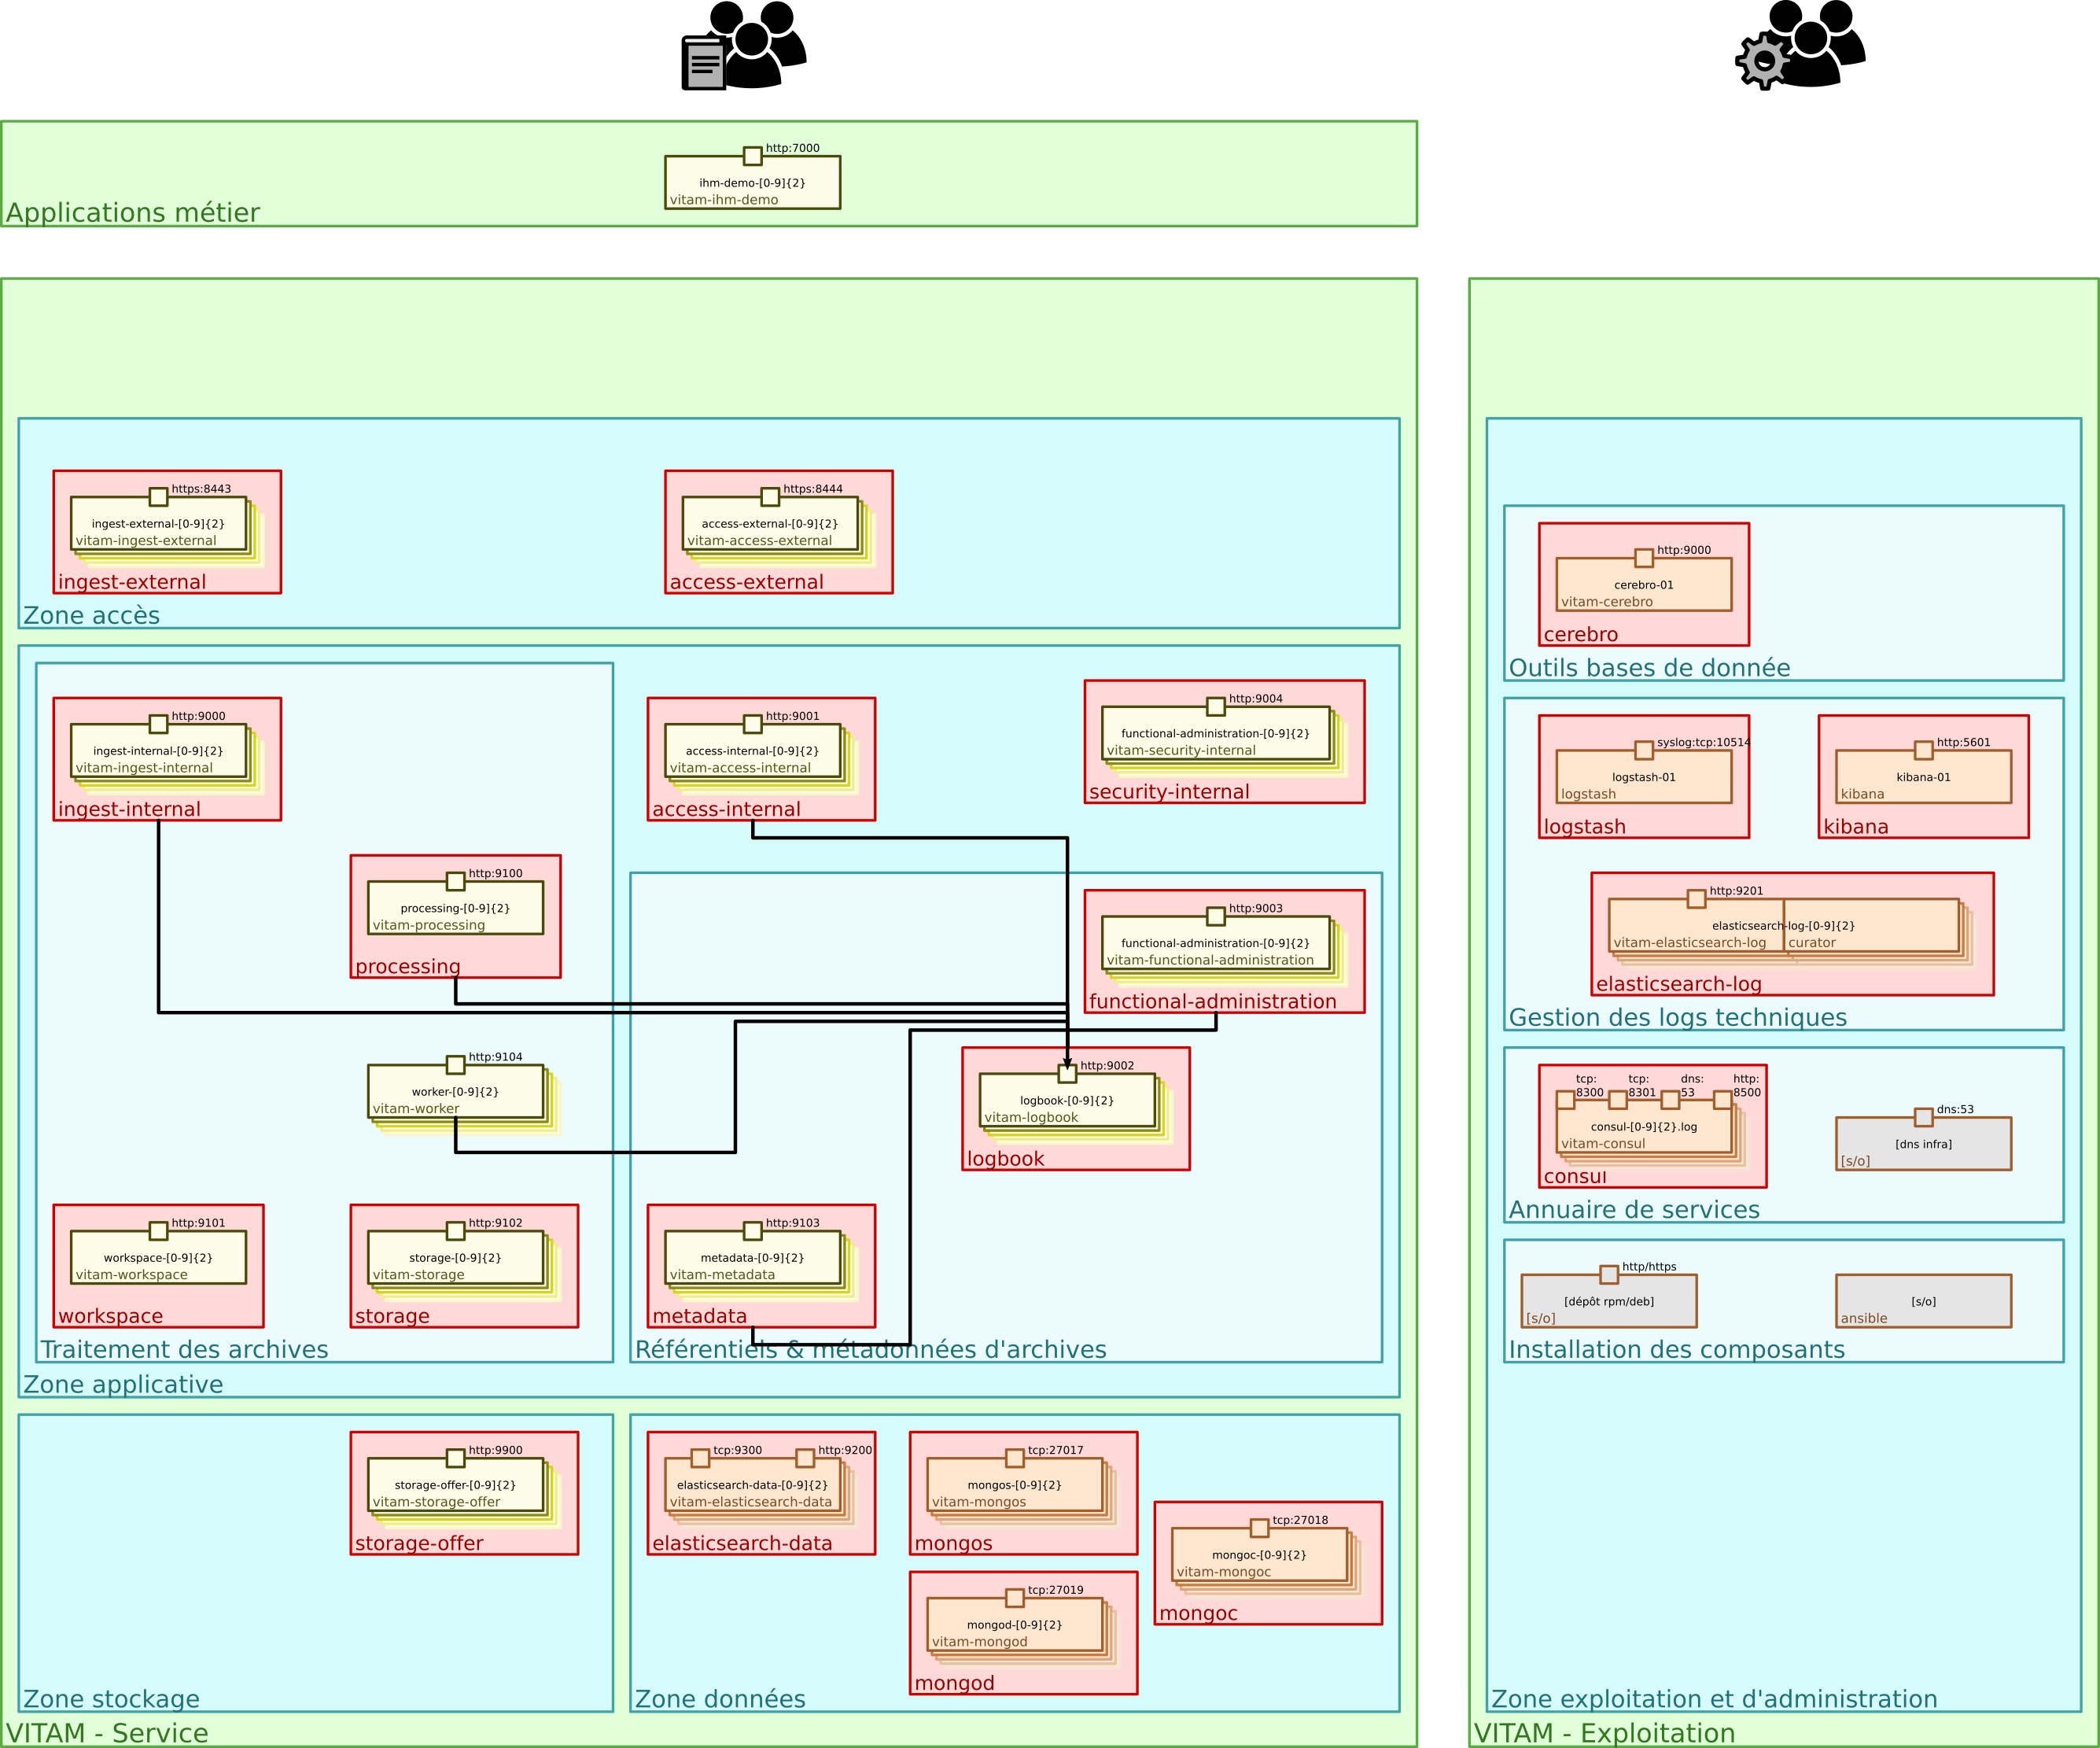 http:7000
ihm-demo-[0-9]{2}
vitam-ihm-demo
Applications métier
https:8443
ingest-external-[0-9]{2}
vitam-ingest-external
ingest-external
https:8444
access-external-[0-9]{2}
vitam-access-external
access-external
Zone accès
http:9000
ingest-internal-[0-9]{2}
vitam-ingest-internal
ingest-internal
http:9100
processing-[0-9]{2}
vitam-processing
processing
http:9104
worker-[0-9]{2}
vitam-worker
http:9101
workspace-[0-9]{2}
vitam-workspace
workspace
http:9102
storage-[0-9]{2}
vitam-storage
storage
Traitement des archives
http:9001
access-internal-[0-9]{2}
vitam-access-internal
access-internal
http:9004
functional-administration-[0-9]{2}
vitam-security-internal
security-internal
http:9003
functional-administration-[0-9]{2}
vitam-functional-administration
functional-administration
http:9002
logbook-[0-9]{2}
vitam-logbook
logbook
http:9103
metadata-[0-9]{2}
vitam-metadata
metadata
Référentiels & métadonnées d'archives
Zone applicative
http:9900
storage-offer-[0-9]{2}
vitam-storage-offer
storage-offer
Zone stockage
tcp:9300
http:9200
elasticsearch-data-[0-9]{2}
vitam-elasticsearch-data
elasticsearch-data
tcp:27017
mongos-[0-9]{2}
vitam-mongos
mongos
tcp:27018
mongoc-[0-9]{2}
vitam-mongoc
mongoc
tcp:27019
mongod-[0-9]{2}
vitam-mongod
mongod
Zone données
VITAM - Service
http:9000
cerebro-01
vitam-cerebro
cerebro
Outils bases de donnée
syslog:tcp:10514
logstash-01
logstash
logstash
http:5601
kibana-01
kibana
kibana
http:9201
elasticsearch-log-[0-9]{2}
vitam-elasticsearch-log
curator
elasticsearch-log
Gestion des logs techniques
tcp:
8300
tcp:
8301
dns:
53
http:
8500
consul-[0-9]{2}.log
vitam-consul
consul
dns:53
[dns infra]
[s/o]
Annuaire de services
http/https
[dépôt rpm/deb]
[s/o]
[s/o]
ansible
Installation des composants
Zone exploitation et d'administration
VITAM - Exploitation